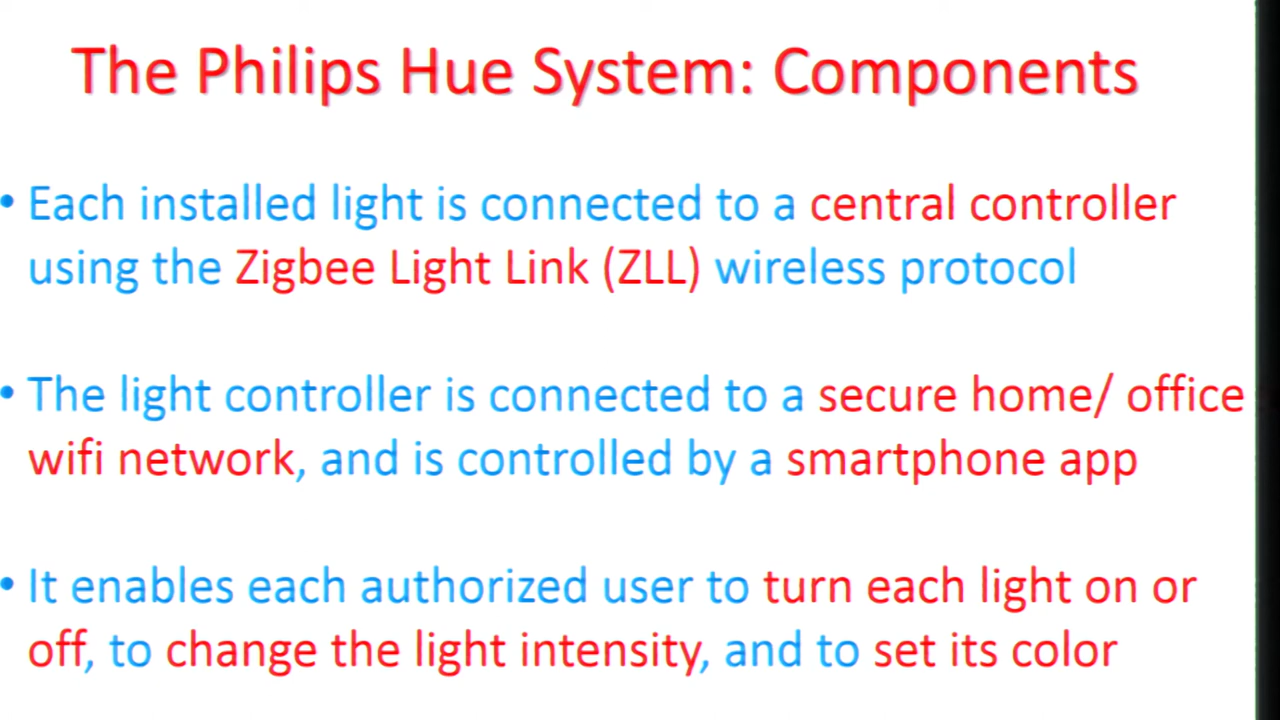 The Philips Hue System: Components
• Each installed light is connected to a central controller
using the Zigbee Light Link (ZLL) wireless protocol
• The light controller is connected to a secure home/ office
wifi network, and is controlled by a smartphone app
• It enables each authorized user to turn each light on or
off, to change the light intensity, and to set its color